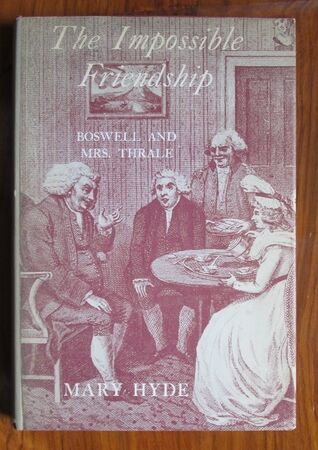 The Impossible
Friendship
BOSWELL AND
MRS. THRALE
MARY HYDE